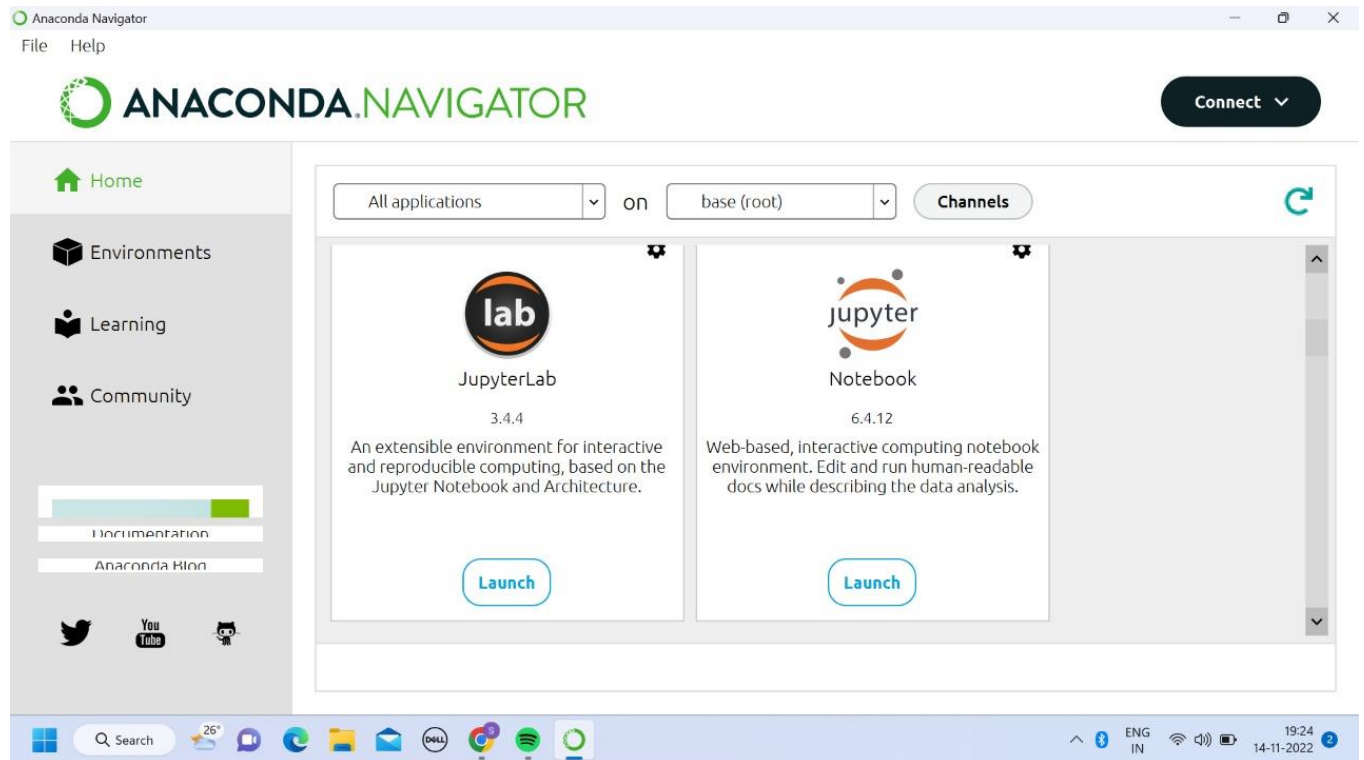 Anaconda Navigator
File Help
ANACONDA.NAVIGATOR
Connect
Home
Environments
Learning
Community
Documentation
Anaconda Blog
You
Tube
All applications on base (root) Channels
lab
JupyterLab
3.4.4
An extensible environment for interactive
and reproducible computing, based on the
Jupyter Notebook and Architecture.
Launch
jupyter
Notebook
6.4.12
Web-based, interactive computing notebook
environment. Edit and run human-readable
docs while describing the data analysis.
Launch
Search
26°
DELL
S
ENG
IN
19:24
14-11-2022
2